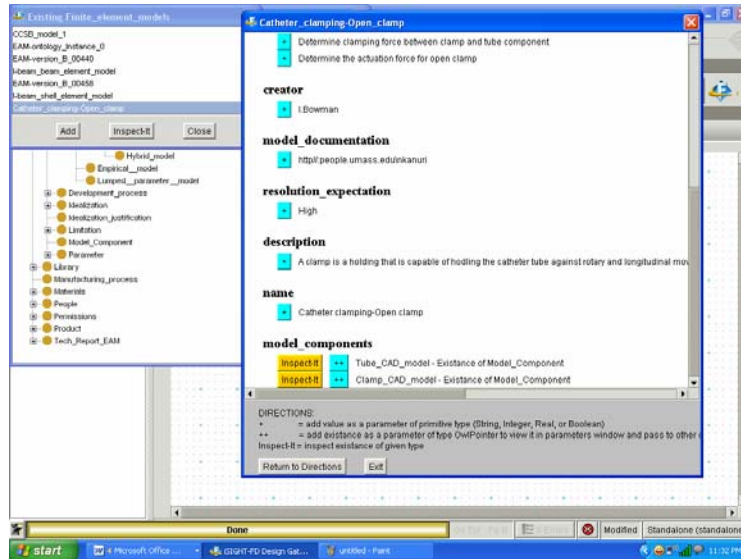 Existing Finite_element_models
CCSB_model_1
EAM-ontology_Instance_0
EAM-version_B_00440
I-beam_beam_element_model
EAM-version_B_00458
I-beam_shell_element_model
Catheter_clamping-Open_clamp
Add Inspect-It Close
Hybrid_model
Empirical__model
Lumped__parameter__model
Development_process
Idealization
Idealization_justification
Limitation
Model_Component
Parameter
Library
Manufacturing_process
Materials
People
Permissions
Product
Tech_Report_EAM
Catheter_clamping-Open_clamp
+ Determine clamping force between clamp and tube component
+ Determine the actuation force for open clamp
creator
+ I.Bowman
model_documentation
+ http//:people.umass.edu/nkanuri
resolution_expectation
+ High
description
+ A clamp is a holding that is capable of hodling the catheter tube against rotary and longitudinal mov
name
+ Catheter clamping-Open clamp
model_components
Inspect-It ++ Tube_CAD_model - Existance of Model_Component
Inspect-It ++ Clamp_CAD_model - Existance of Model_Component
DIRECTIONS:
+ = add value as a parameter of primitive type (String, Integer, Real, or Boolean)
++ = add existance as a parameter of type OwlPointer to view it in parameters window and pass to other
Inspect-It = inspect existance of given type
Return to Directions Exit
Done
Modified Standalone (standalone
start 4 Microsoft Office ... iSIGHT-FD Design Gat... untitled - Paint 11:32 PM